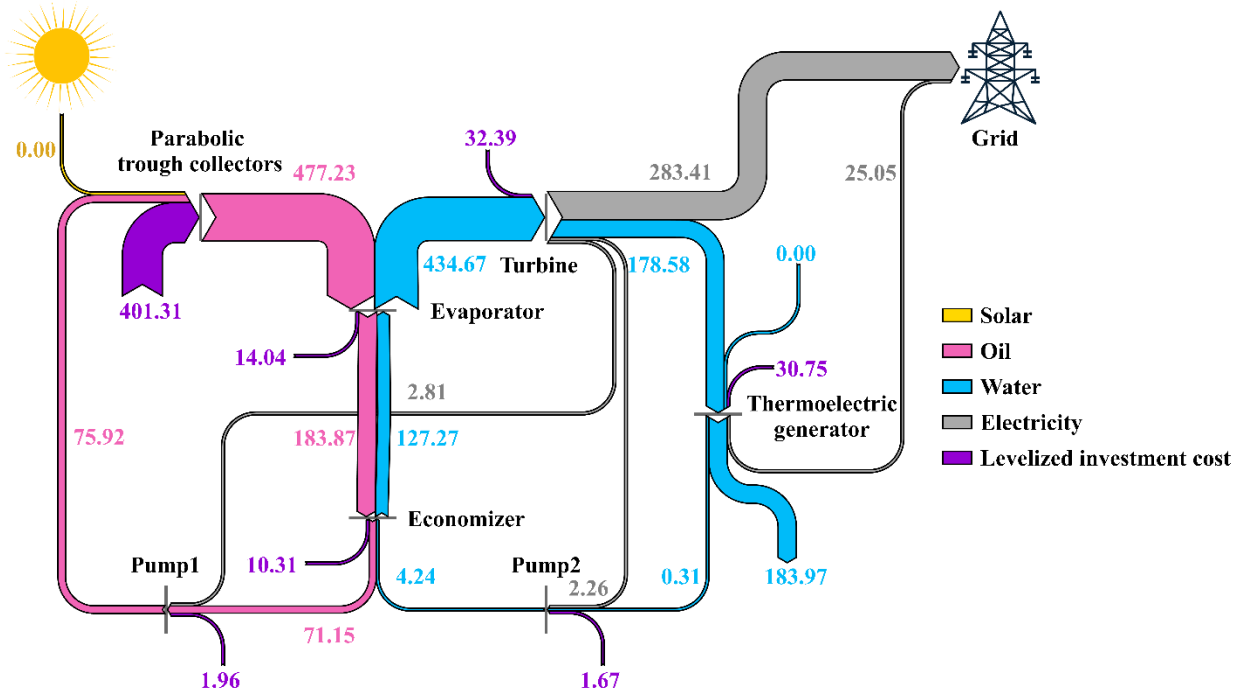 32.39
Grid
0.00
Parabolic
trough collectors
477.23
283.41
25.05
434.67
Turbine
178.58
0.00
401.31
Evaporator
Solar
14.04
Oil
2.81
30.75
Water
75.92
183.87
127.27
Thermoelectric
generator
Electricity
Levelized investment cost
Economizer
Pump1
10.31
4.24
Pump2
2.26
0.31
183.97
71.15
1.96
1.67